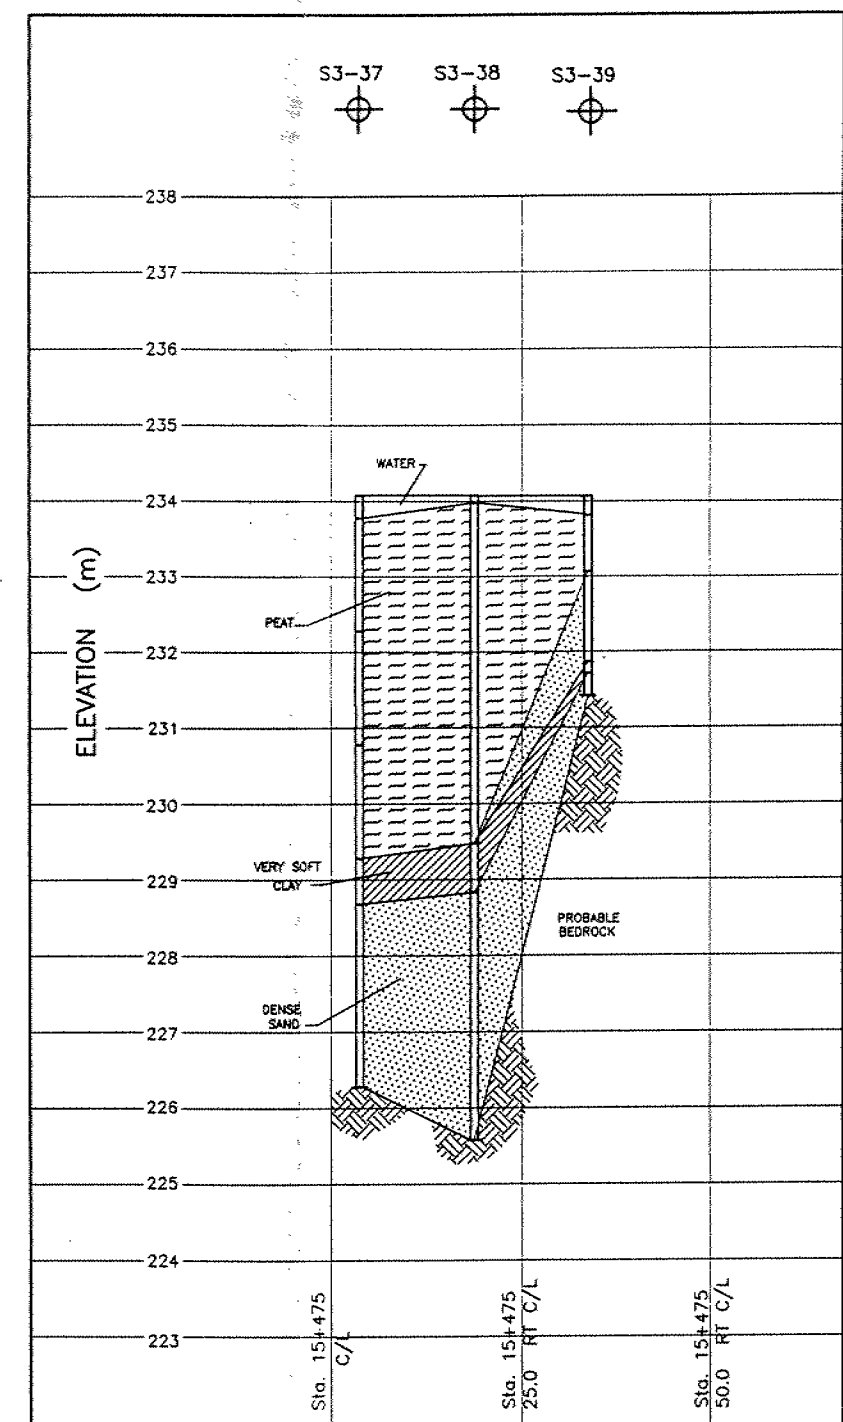 S3-37 S3-38 S3-39
238
237
236
235
WATER
234
ELEVATION (m)
233
PEAT
232
231
230
VERY SOFT
CLAY
229
PROBABLE
BEDROCK
228
DENSE
SAND
227
226
225
224
223
Sta. 15+475
C/L
Sta. 15+475
25.0 RT C/L
Sta. 15+475
50.0 RT C/L